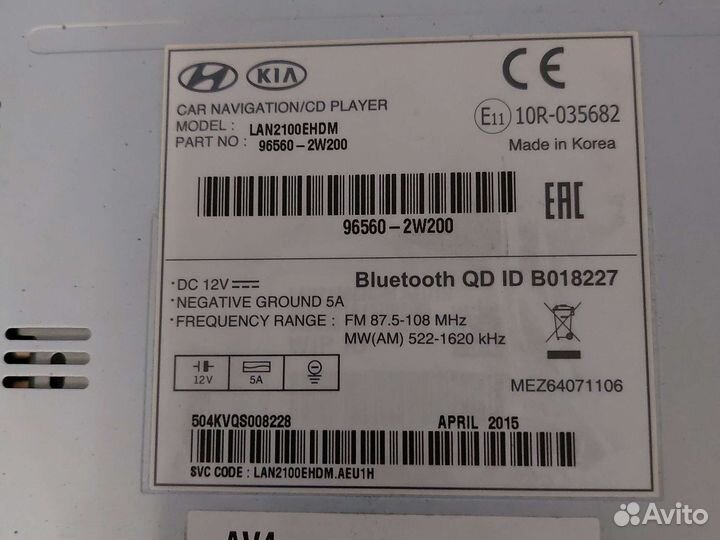 HYUNDAI KIA
CE
CAR NAVIGATION/CD PLAYER
MODEL : LAN2100EHDM
PART NO : 96560-2W200
E11 10R-035682
Made in Korea
96560-2W200
EAC
DC 12V
Bluetooth QD ID B018227
NEGATIVE GROUND 5A
FREQUENCY RANGE : FM 87.5-108 MHz
MW(AM) 522-1620 kHz
12V 5A
MEZ64071106
504KVQS008228
APRIL 2015
SVC CODE : LAN2100EHDM.AEU1H
AV4
Avito